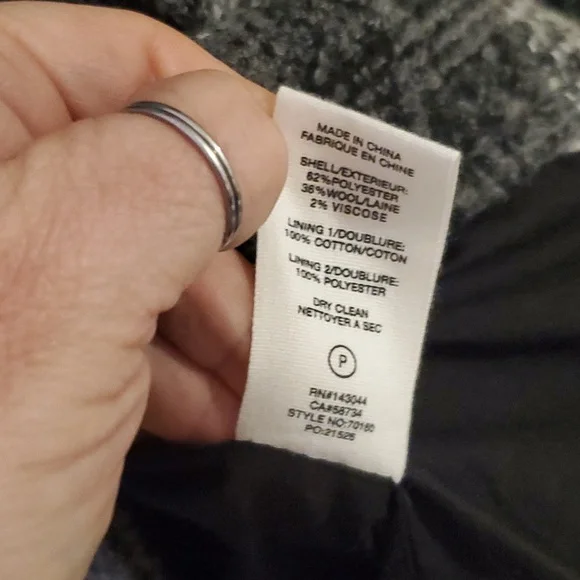 MADE IN CHINA
FABRIQUE EN CHINE
SHELL/EXTERIEUR:
62%POLYESTER
36%WOOL/LAINE
2% VISCOSE
LINING 1/DOUBLURE:
100% COTTON/COTON
LINING 2/DOUBLURE:
100% POLYESTER
DRY CLEAN
NETTOYER A SEC
P
RN#143044
CA#58734
STYLE NO:70160
PO:21526